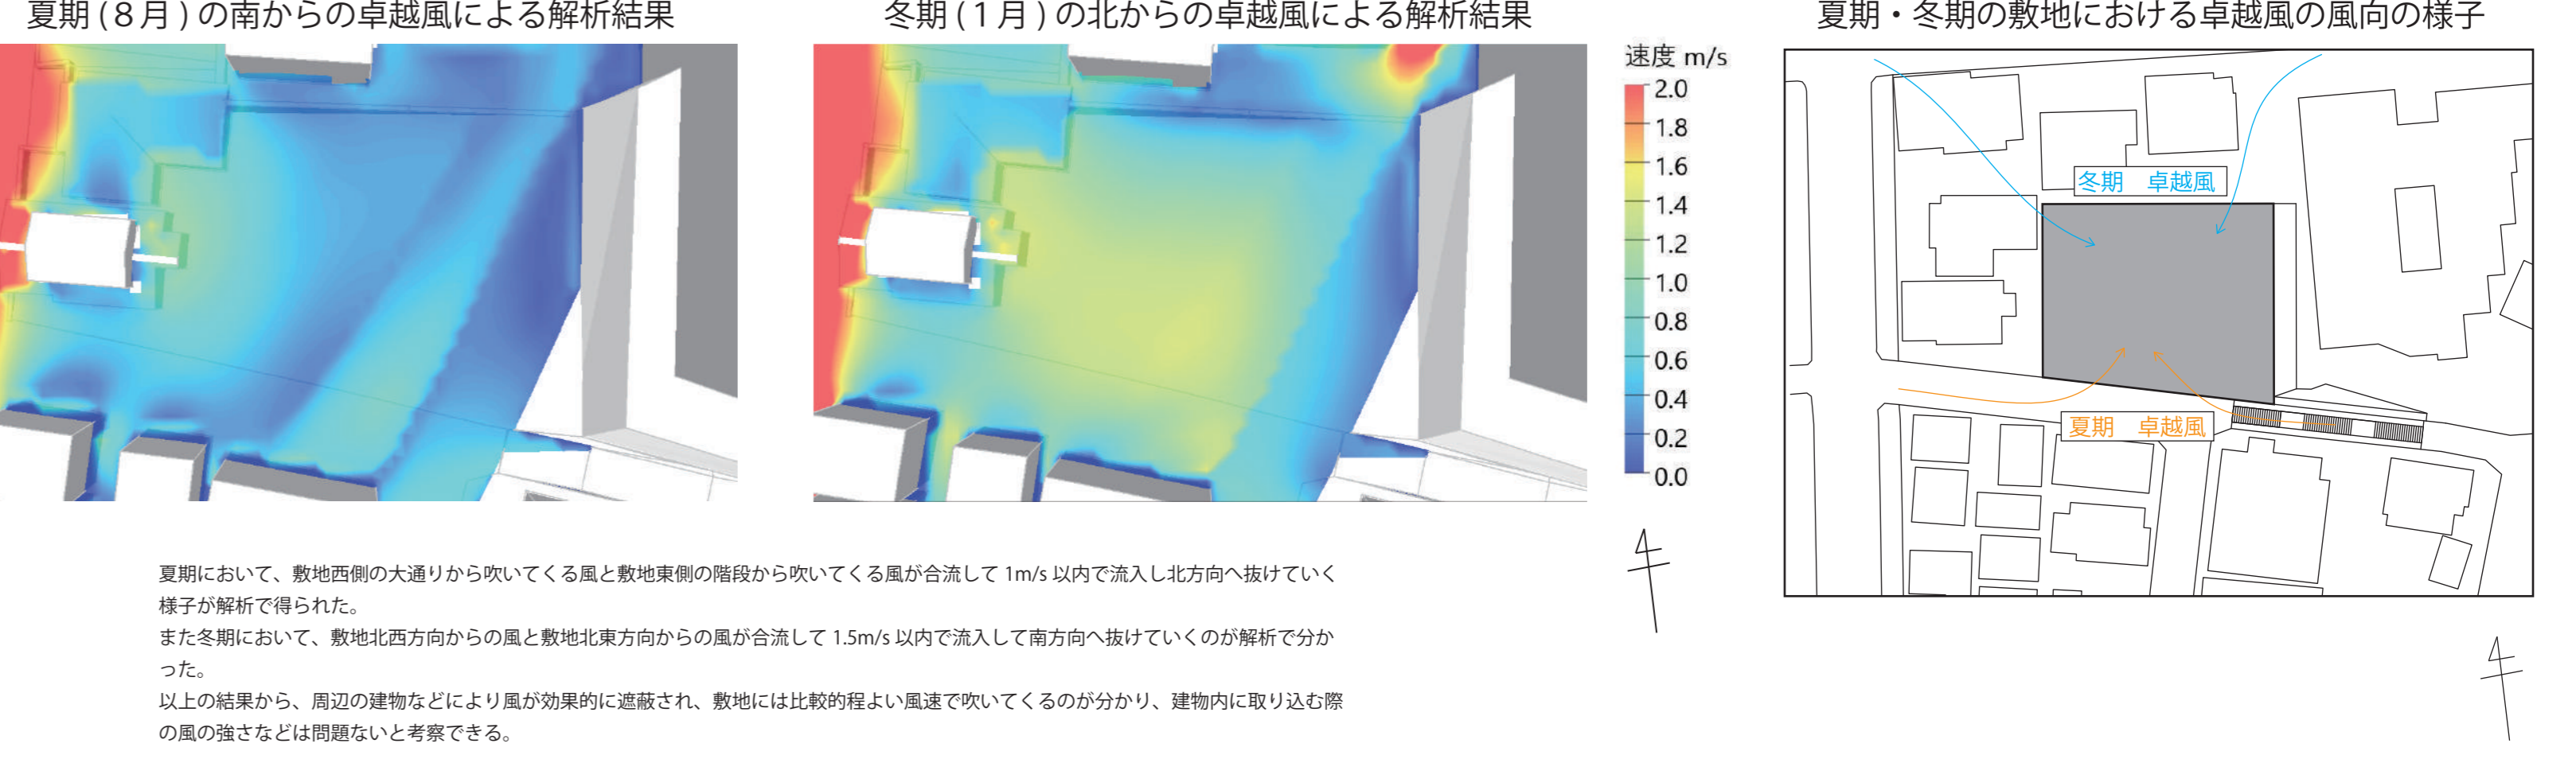 夏期(8月)の南からの卓越風による解析結果
冬期(1月)の北からの卓越風による解析結果
夏期・冬期の敷地における卓越風の風向の様子
速度 m/s
2.0
1.8
1.6
1.4
1.2
1.0
0.8
0.6
0.4
0.2
0.0
冬期　卓越風
夏期　卓越風
夏期において、敷地西側の大通りから吹いてくる風と敷地東側の階段から吹いてくる風が合流して 1m/s 以内で流入し北方向へ抜けていく
様子が解析で得られた。
また冬期において、敷地北西方向からの風と敷地北東方向からの風が合流して 1.5m/s 以内で流入して南方向へ抜けていくのが解析で分か
った。
以上の結果から、周辺の建物などにより風が効果的に遮蔽され、敷地には比較的程よい風速で吹いてくるのが分かり、建物内に取り込む際
の風の強さなどは問題ないと考察できる。